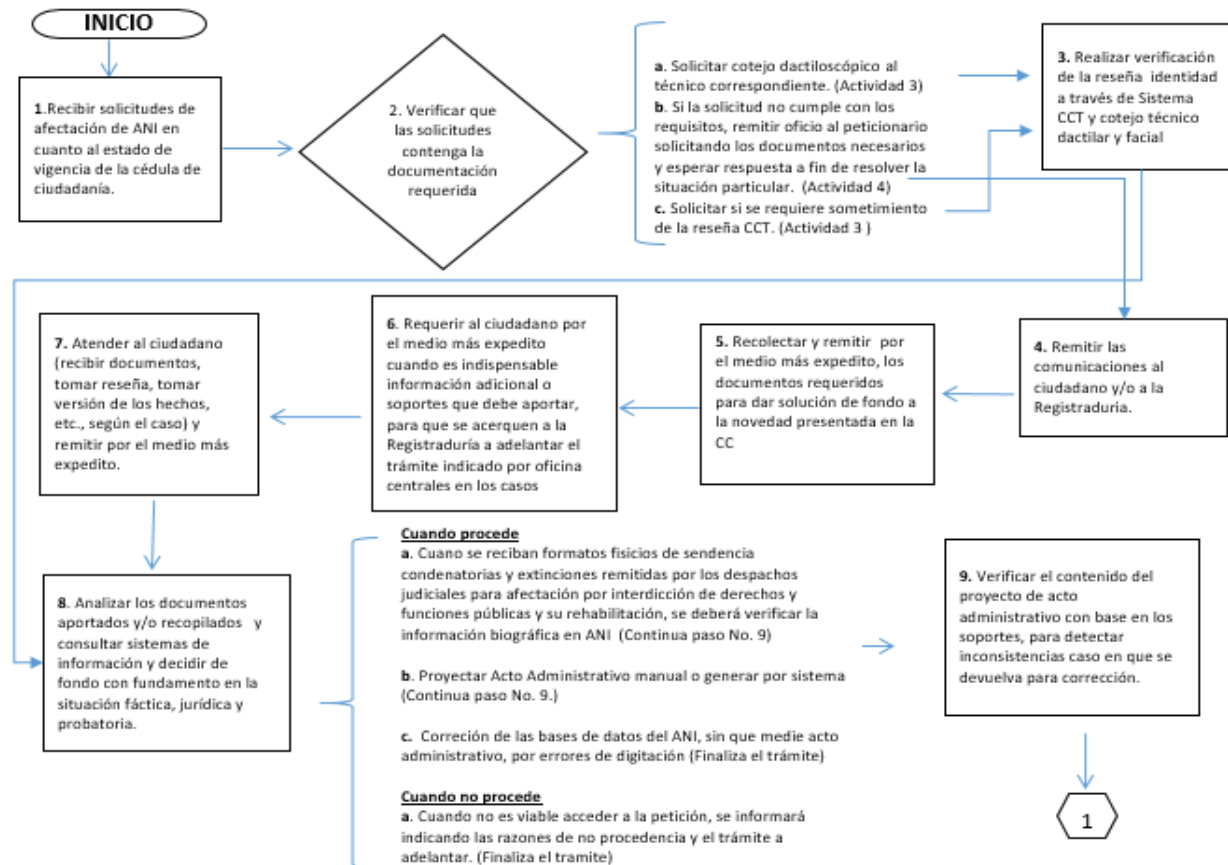 INICIO
1.Recibir solicitudes de
afectación de ANI en
cuanto al estado de
vigencia de la cédula de
ciudadanía.
2. Verificar que
las solicitudes
contenga la
documentación
requerida
a. Solicitar cotejo dactiloscópico al
técnico correspondiente. (Actividad 3)
b. Si la solicitud no cumple con los
requisitos, remitir oficio al peticionario
solicitando los documentos necesarios
y esperar respuesta a fin de resolver la
situación particular. (Actividad 4)
c. Solicitar si se requiere sometimiento
de la reseña CCT. (Actividad 3 )
3. Realizar verificación
de la reseña identidad
a través de Sistema
CCT y cotejo técnico
dactilar y facial
4. Remitir las
comunicaciones al
ciudadano y/o a la
Registraduria.
5. Recolectar y remitir por
el medio más expedito, los
documentos requeridos
para dar solución de fondo a
la novedad presentada en la
CC
6. Requerir al ciudadano por
el medio más expedito
cuando es indispensable
información adicional o
soportes que debe aportar,
para que se acerquen a la
Registraduría a adelantar el
trámite indicado por oficina
centrales en los casos
7. Atender al ciudadano
(recibir documentos,
tomar reseña, tomar
versión de los hechos,
etc., según el caso) y
remitir por el medio más
expedito.
8. Analizar los documentos
aportados y/o recopilados y
consultar sistemas de
información y decidir de
fondo con fundamento en la
situación fáctica, jurídica y
probatoria.
Cuando procede
a. Cuano se reciban formatos fisicios de sendencia
condenatorias y extinciones remitidas por los despachos
judiciales para afectación por interdicción de derechos y
funciones públicas y su rehabilitación, se deberá verificar la
información biográfica en ANI (Continua paso No. 9)
b. Proyectar Acto Administrativo manual o generar por sistema
(Continua paso No. 9.)
c. Correción de las bases de datos del ANI, sin que medie acto
administrativo, por errores de digitación (Finaliza el trámite)
Cuando no procede
a. Cuando no es viable acceder a la petición, se informará
indicando las razones de no procedencia y el trámite a
adelantar. (Finaliza el tramite)
9. Verificar el contenido del
proyecto de acto
administrativo con base en los
soportes, para detectar
inconsistencias caso en que se
devuelva para corrección.
1